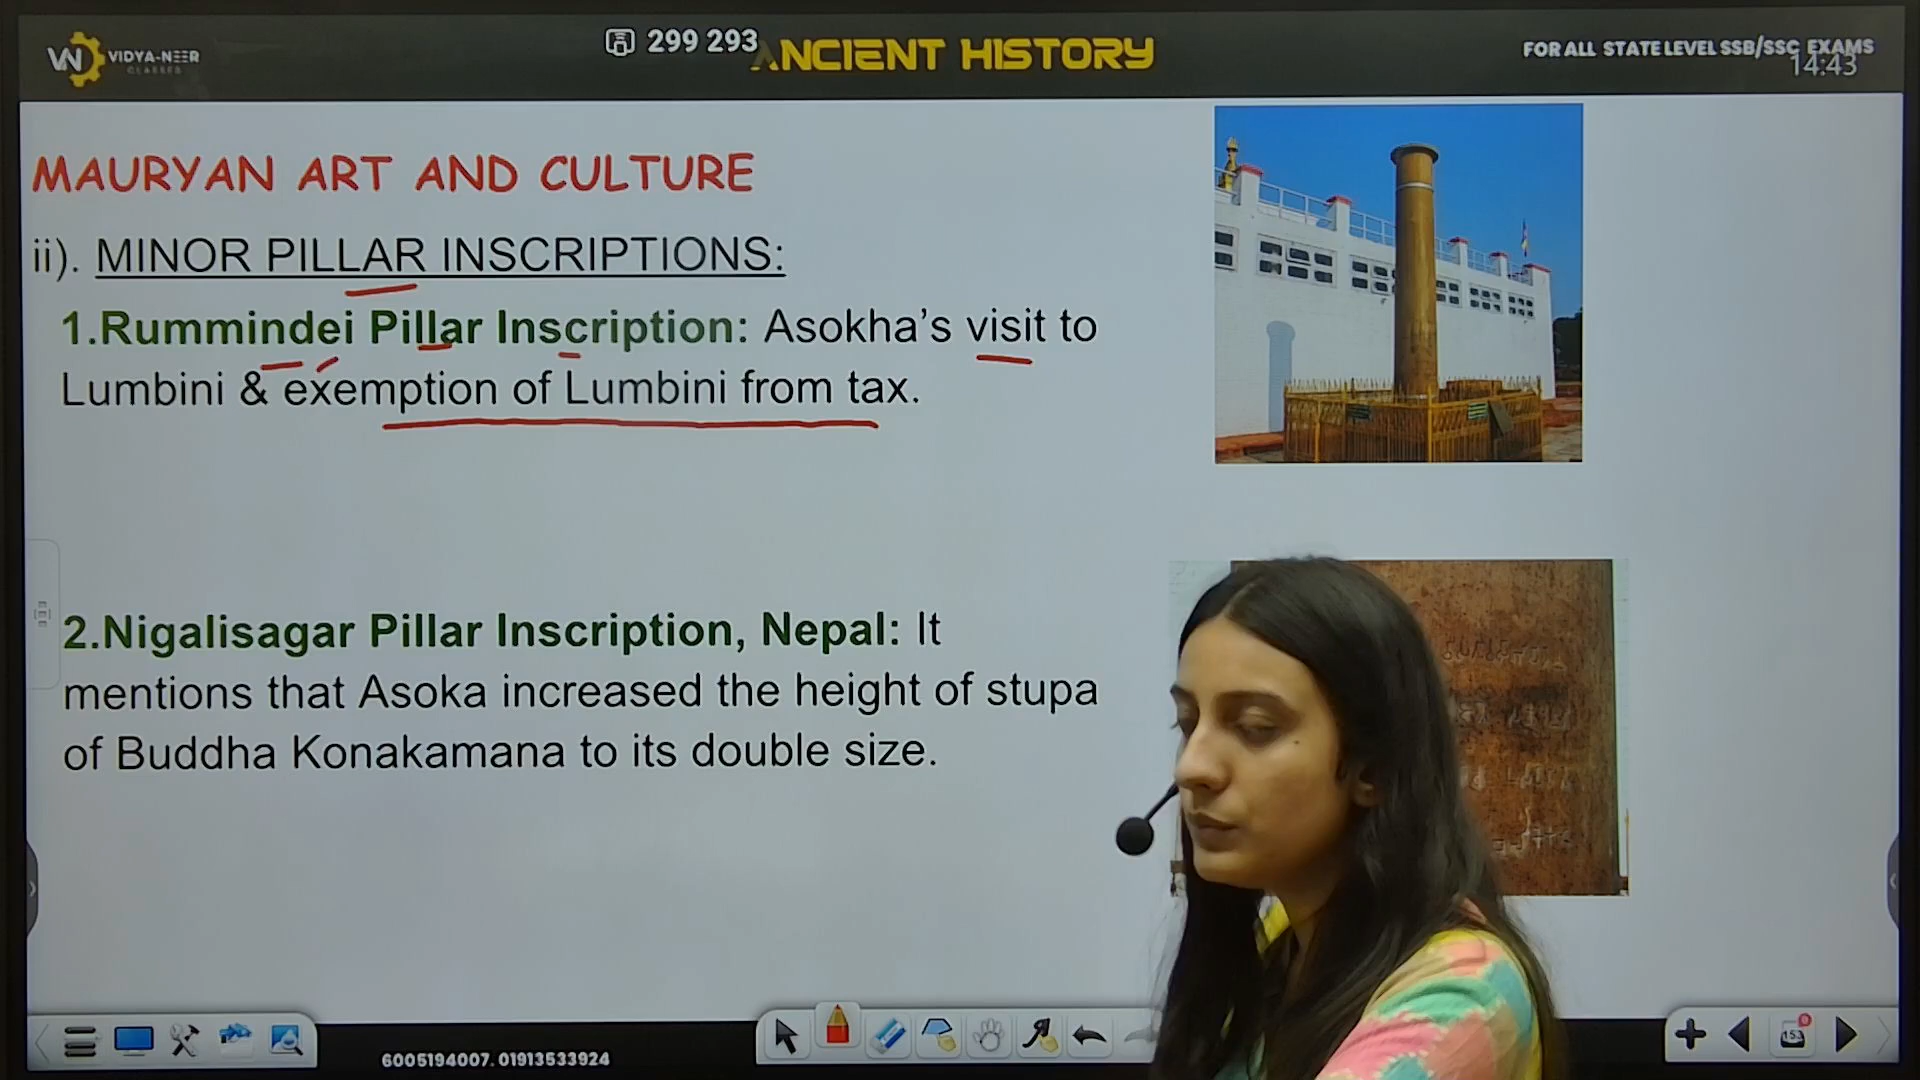 VN VIDYA-NEER
CLASSES
299 293
ANCIENT HISTORY
FOR ALL STATE LEVEL SSB/SSC EXAMS
14:43
MAURYAN ART AND CULTURE
ii). MINOR PILLAR INSCRIPTIONS:
1.Rummindei Pillar Inscription: Asokha’s visit to
Lumbini & exemption of Lumbini from tax.
2.Nigalisagar Pillar Inscription, Nepal: It
mentions that Asoka increased the height of stupa
of Buddha Konakamana to its double size.
6005194007. 01913533924
153